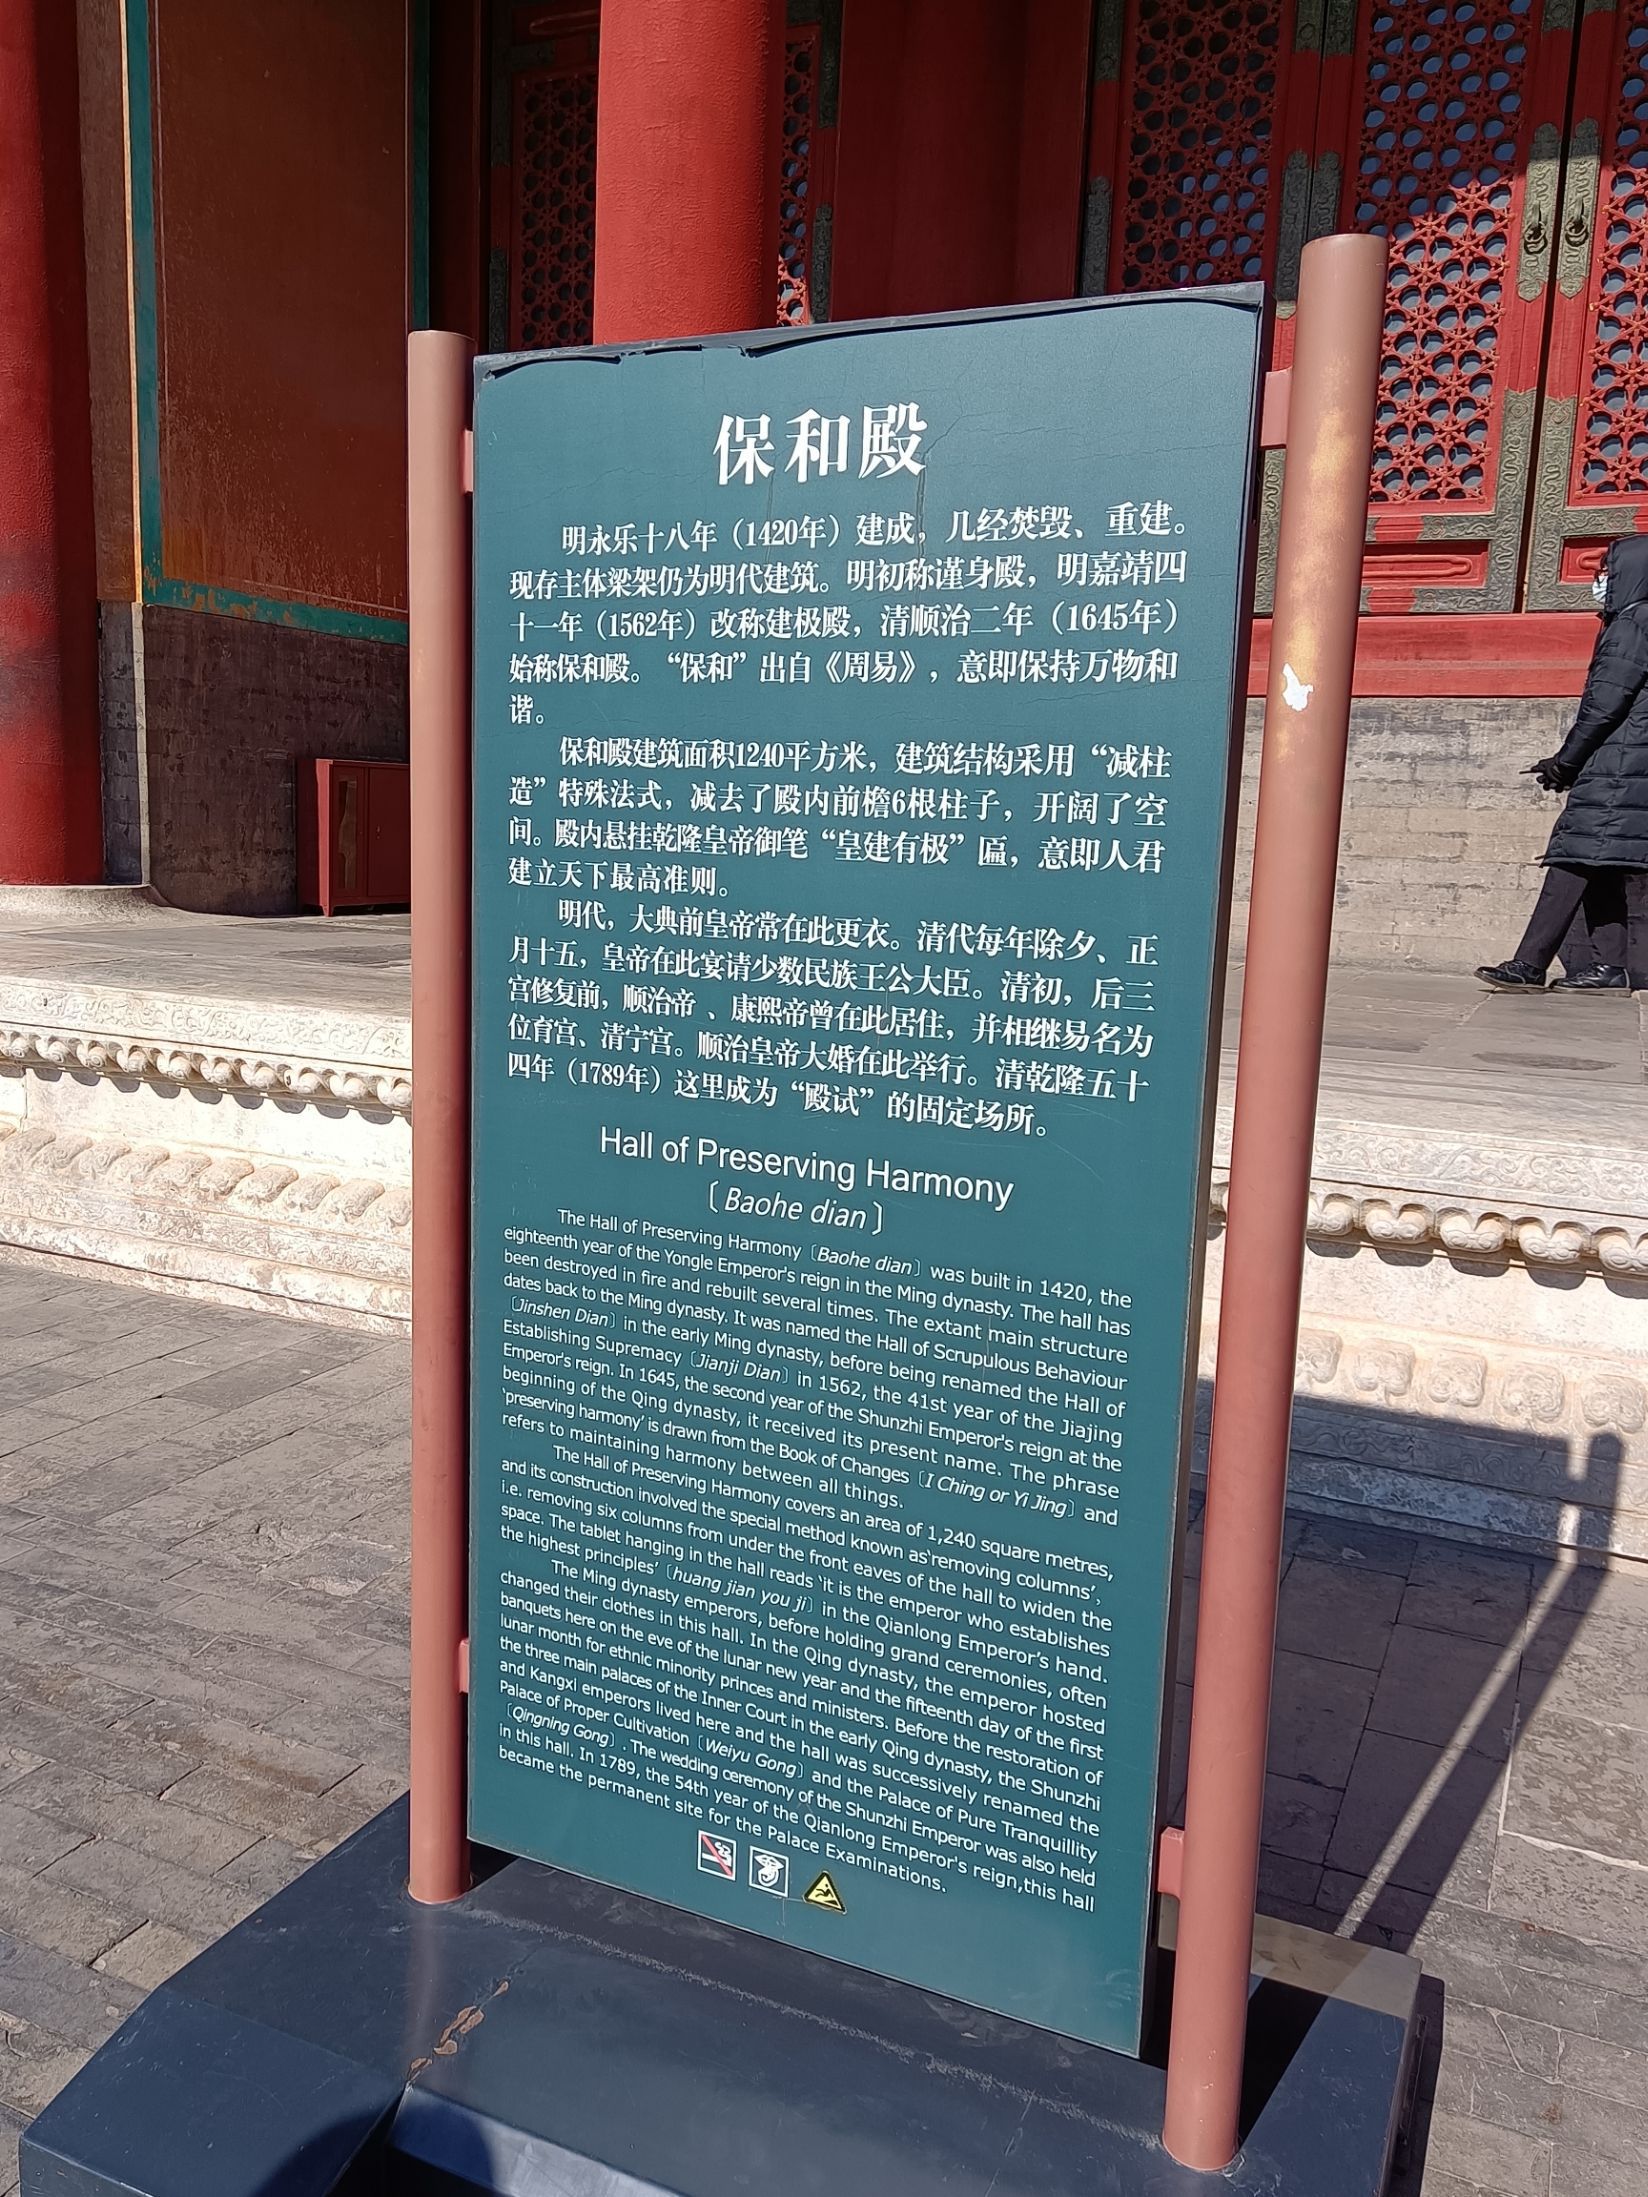 保和殿
明永乐十八年（1420年）建成，几经焚毁、重建。
现存主体梁架仍为明代建筑。明初称谨身殿，明嘉靖四
十一年（1562年）改称建极殿，清顺治二年（1645年）
始称保和殿。“保和”出自《周易》，意即保持万物和
谐。
保和殿建筑面积1240平方米，建筑结构采用“减柱
造”特殊法式，减去了殿内前檐6根柱子，开阔了空
间。殿内悬挂乾隆皇帝御笔“皇建有极”匾，意即人君
建立天下最高准则。
明代，大典前皇帝常在此更衣。清代每年除夕、正
月十五，皇帝在此宴请少数民族王公大臣。清初，后三
宫修复前，顺治帝、康熙帝曾在此居住，并相继易名为
位育宫、清宁宫。顺治皇帝大婚在此举行。清乾隆五十
四年（1789年）这里成为“殿试”的固定场所。
Hall of Preserving Harmony
〔Baohe dian〕
The Hall of Preserving Harmony〔Baohe dian〕was built in 1420, the
eighteenth year of the Yongle Emperor's reign in the Ming dynasty. The hall has
been destroyed in fire and rebuilt several times. The extant main structure
dates back to the Ming dynasty. It was named the Hall of Scrupulous Behaviour
〔Jinshen Dian〕in the early Ming dynasty, before being renamed the Hall of
Establishing Supremacy〔Jianji Dian〕in 1562, the 41st year of the Jiajing
Emperor's reign. In 1645, the second year of the Shunzhi Emperor's reign at the
beginning of the Qing dynasty, it received its present name. The phrase
‘preserving harmony’ is drawn from the Book of Changes〔I Ching or Yi Jing〕and
refers to maintaining harmony between all things.
The Hall of Preserving Harmony covers an area of 1,240 square metres,
and its construction involved the special method known as‘removing columns’,
i.e. removing six columns from under the front eaves of the hall to widen the
space. The tablet hanging in the hall reads ‘it is the emperor who establishes
the highest principles’〔huang jian you ji〕in the Qianlong Emperor’s hand.
The Ming dynasty emperors, before holding grand ceremonies, often
changed their clothes in this hall. In the Qing dynasty, the emperor hosted
banquets here on the eve of the lunar new year and the fifteenth day of the first
lunar month for ethnic minority princes and ministers. Before the restoration of
the three main palaces of the Inner Court in the early Qing dynasty, the Shunzhi
and Kangxi emperors lived here and the hall was successively renamed the
Palace of Proper Cultivation〔Weiyu Gong〕and the Palace of Pure Tranquillity
〔Qingning Gong〕. The wedding ceremony of the Shunzhi Emperor was also held
in this hall. In 1789, the 54th year of the Qianlong Emperor's reign,this hall
became the permanent site for the Palace Examinations.